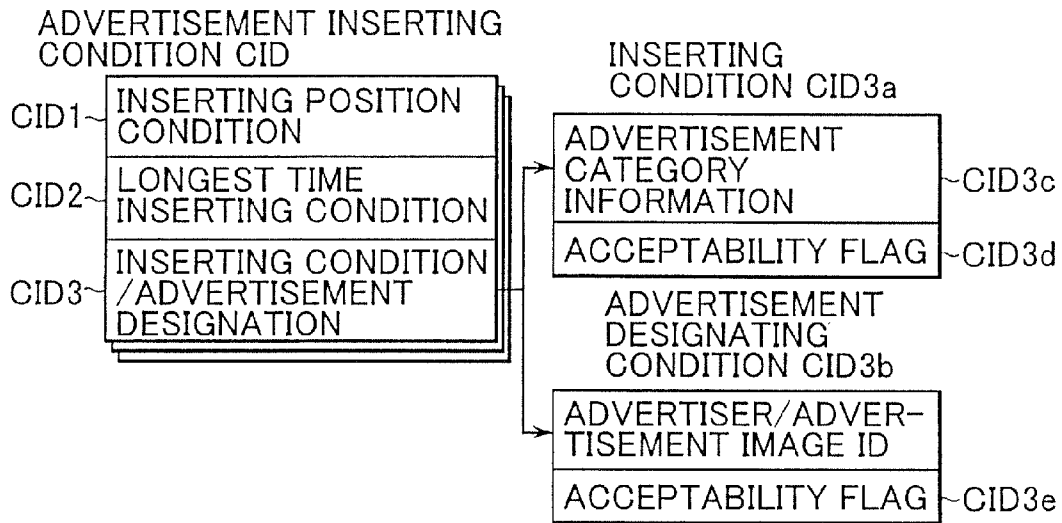 ADVERTISEMENT INSERTING
CONDITION CID
CID1
INSERTING POSITION
CONDITION
CID2
LONGEST TIME
INSERTING CONDITION
CID3
INSERTING CONDITION
/ADVERTISEMENT
DESIGNATION
INSERTING
CONDITION CID3a
ADVERTISEMENT
CATEGORY
INFORMATION
CID3c
ACCEPTABILITY FLAG
CID3d
ADVERTISEMENT
DESIGNATING
CONDITION CID3b
ADVERTISER/ADVER-
TISEMENT IMAGE ID
ACCEPTABILITY FLAG
CID3e